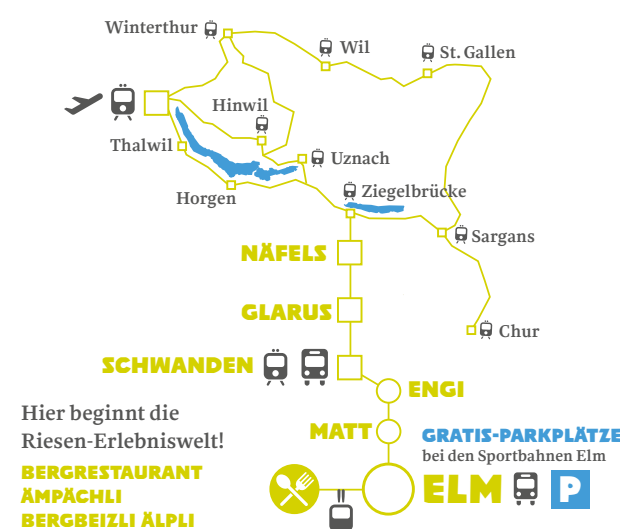 Winterthur
Wil
St. Gallen
Hinwil
Thalwil
Uznach
Horgen
Ziegelbrücke
Sargans
NÄFELS
GLARUS
Chur
SCHWANDEN
ENGI
MATT
Hier beginnt die
Riesen-Erlebniswelt!
BERGRESTAURANT
ÄMPÄCHLI
BERGBEIZLI ÄLPLI
GRATIS-PARKPLÄTZE
bei den Sportbahnen Elm
ELM P